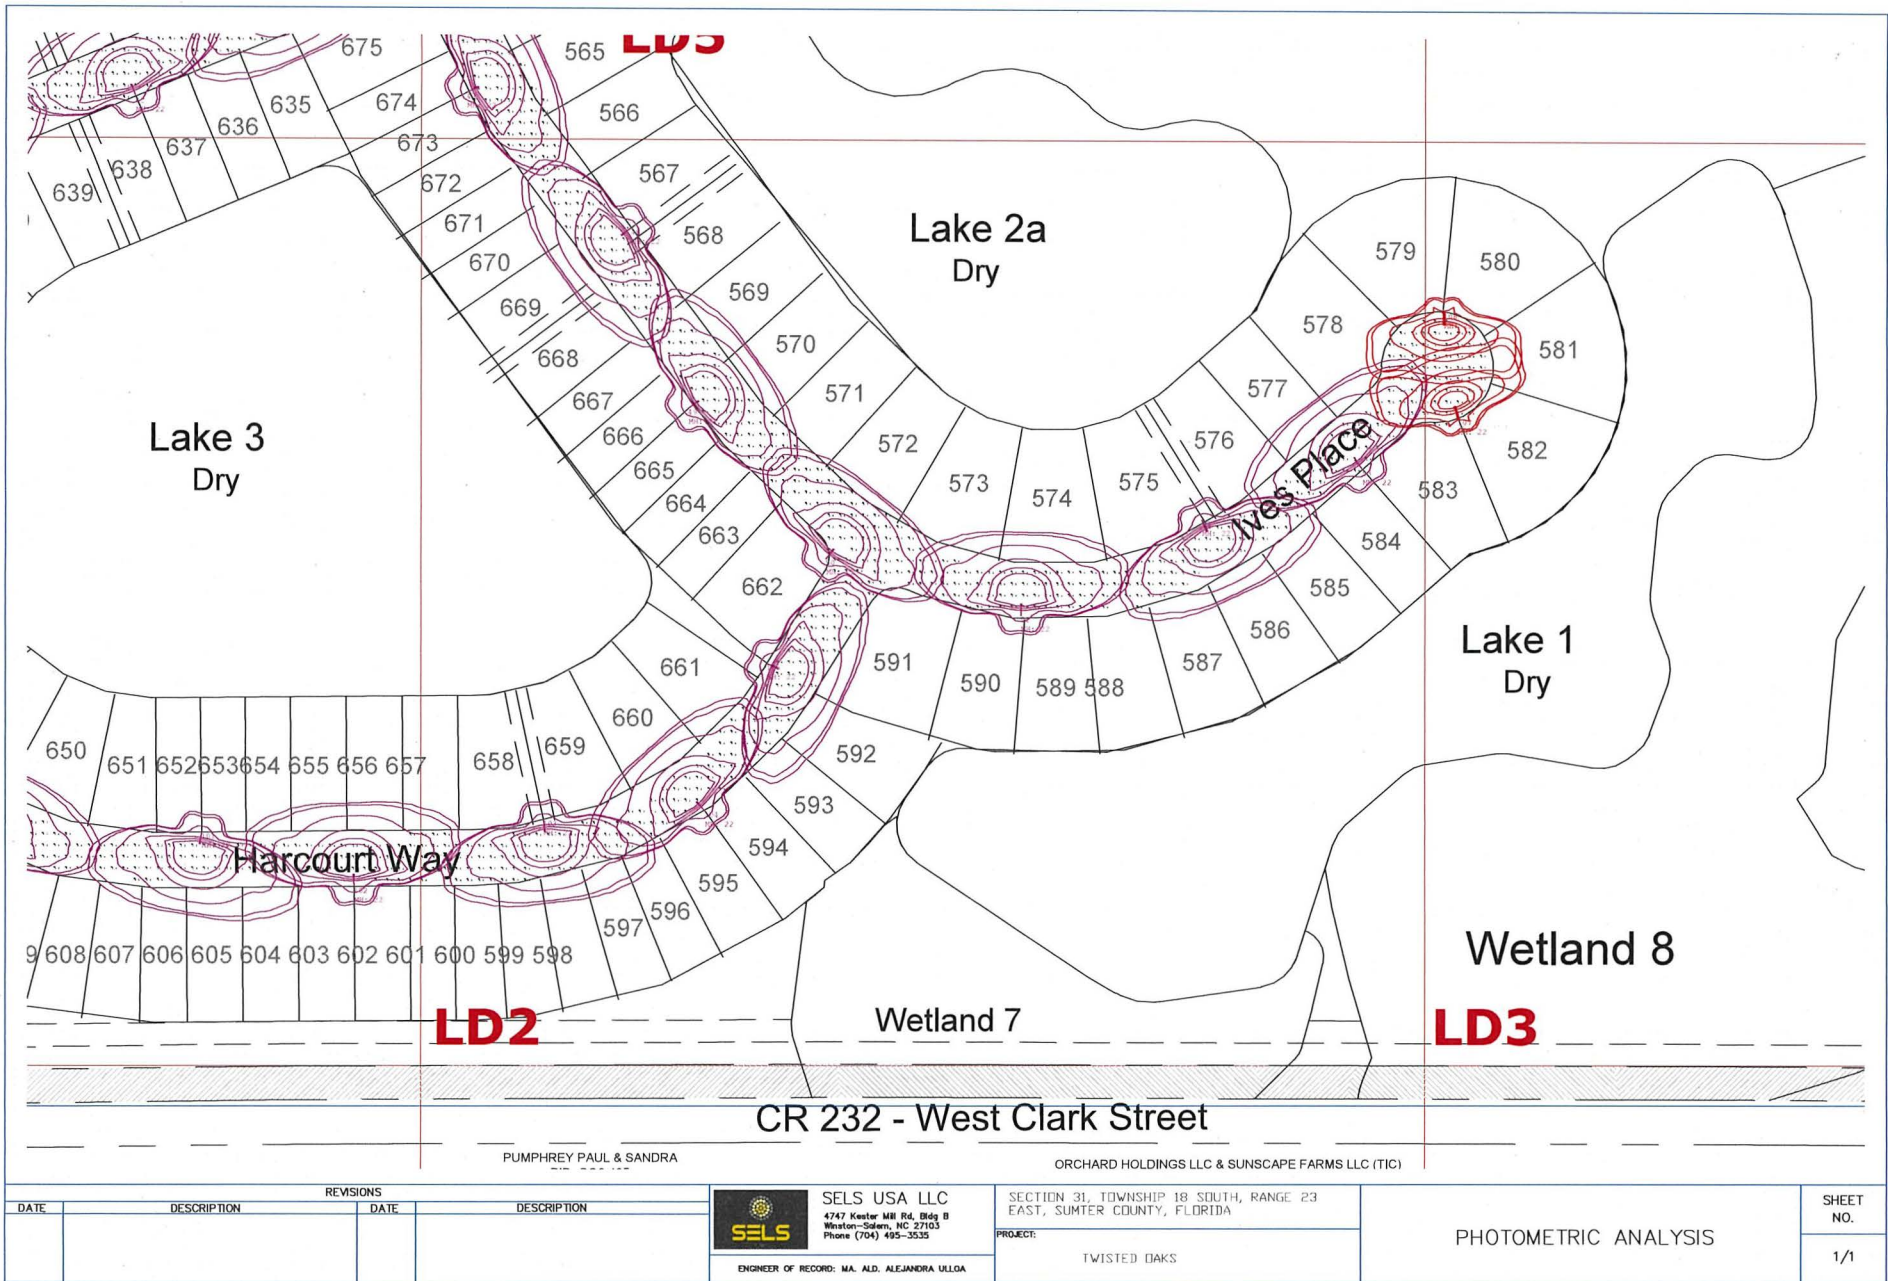 675
565
LD5
635
674
566
636
673
637
638
639
672
567
671
568
670
669
569
668
570
667
571
666
572
665
664
573
574
575
576
663
577
578
579
580
581
582
583
584
585
586
587
588
589
590
591
662
661
660
592
659
658
593
650
651
652
653
654
655
656
657
594
595
596
597
598
599
600
601
602
603
604
605
606
607
608
9
Lake 2a
Dry
Lake 3
Dry
Ives Place
Lake 1
Dry
Harcourt Way
Wetland 8
Wetland 7
LD2
LD3
CR 232 - West Clark Street
PUMPHREY PAUL & SANDRA
ORCHARD HOLDINGS LLC & SUNSCAPE FARMS LLC (TIC)
REVISIONS
DATE DESCRIPTION DATE DESCRIPTION
SELS
SELS USA LLC
4747 Kester Mill Rd, Bldg B
Winston-Salem, NC 27103
Phone (704) 495-3535
ENGINEER OF RECORD: MA. ALD. ALEJANDRA ULLOA
SECTION 31, TOWNSHIP 18 SOUTH, RANGE 23
EAST, SUMTER COUNTY, FLORIDA
PROJECT:
TWISTED OAKS
PHOTOMETRIC ANALYSIS
SHEET
NO.
1/1